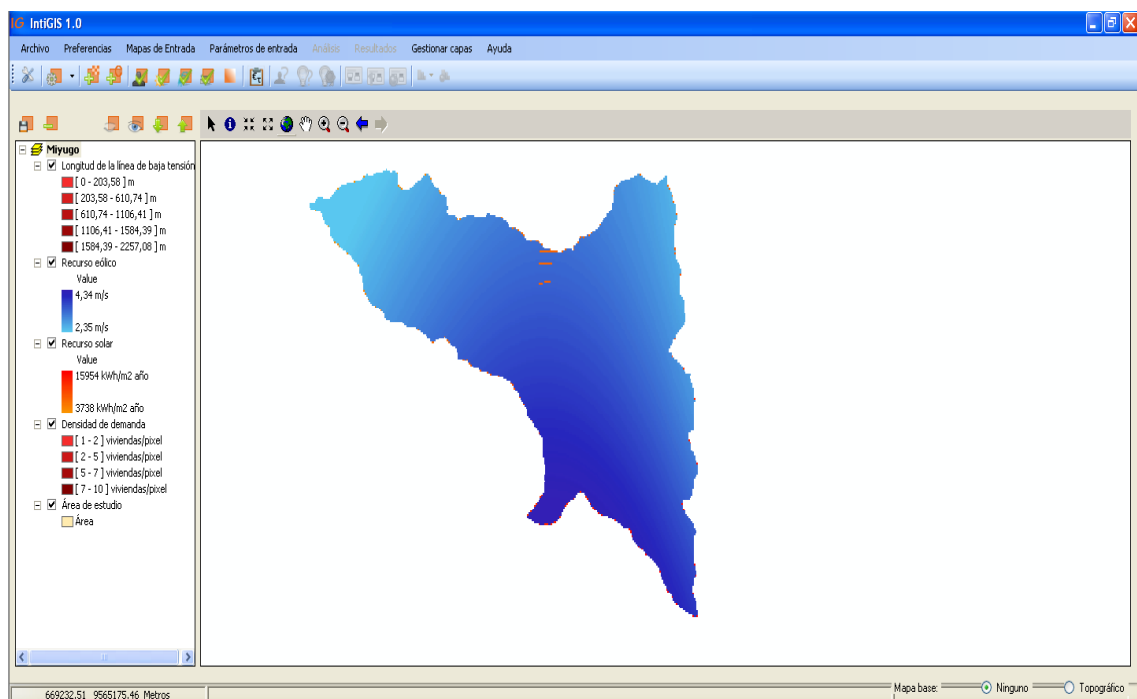 IG IntiGIS 1.0
Archivo Preferencias Mapas de Entrada Parámetros de entrada Análisis Resultados Gestionar capas Ayuda
Miyugo
Longitud de la línea de baja tensión
[ 0 - 203,58 ] m
[ 203,58 - 610,74 ] m
[ 610,74 - 1106,41 ] m
[ 1106,41 - 1584,39 ] m
[ 1584,39 - 2257,08 ] m
Recurso eólico
Value
4,34 m/s
2,35 m/s
Recurso solar
Value
15954 kWh/m2 año
3738 kWh/m2 año
Densidad de demanda
[ 1 - 2 ] viviendas/pixel
[ 2 - 5 ] viviendas/pixel
[ 5 - 7 ] viviendas/pixel
[ 7 - 10 ] viviendas/pixel
Área de estudio
Área
669232.51 9565175.46 Metros
Mapa base: Ninguno Topográfico